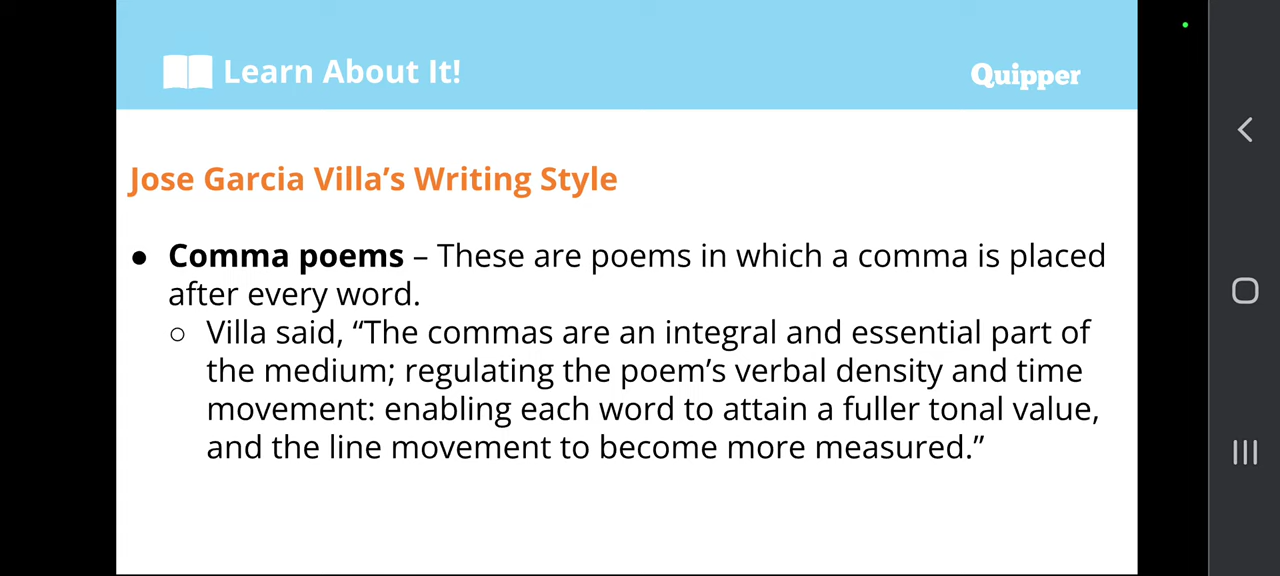 Learn About It!
Quipper
Jose Garcia Villa's Writing Style
● Comma poems – These are poems in which a comma is placed
after every word.
○ Villa said, “The commas are an integral and essential part of
the medium; regulating the poem's verbal density and time
movement: enabling each word to attain a fuller tonal value,
and the line movement to become more measured.”